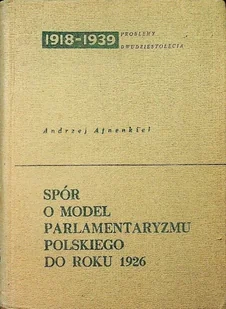 1918-1939 PROBLEMY
DWUDZIESTOLECIA
Andrzej Ajnenkiel
SPÓR
O MODEL
PARLAMENTARYZMU
POLSKIEGO
DO ROKU 1926